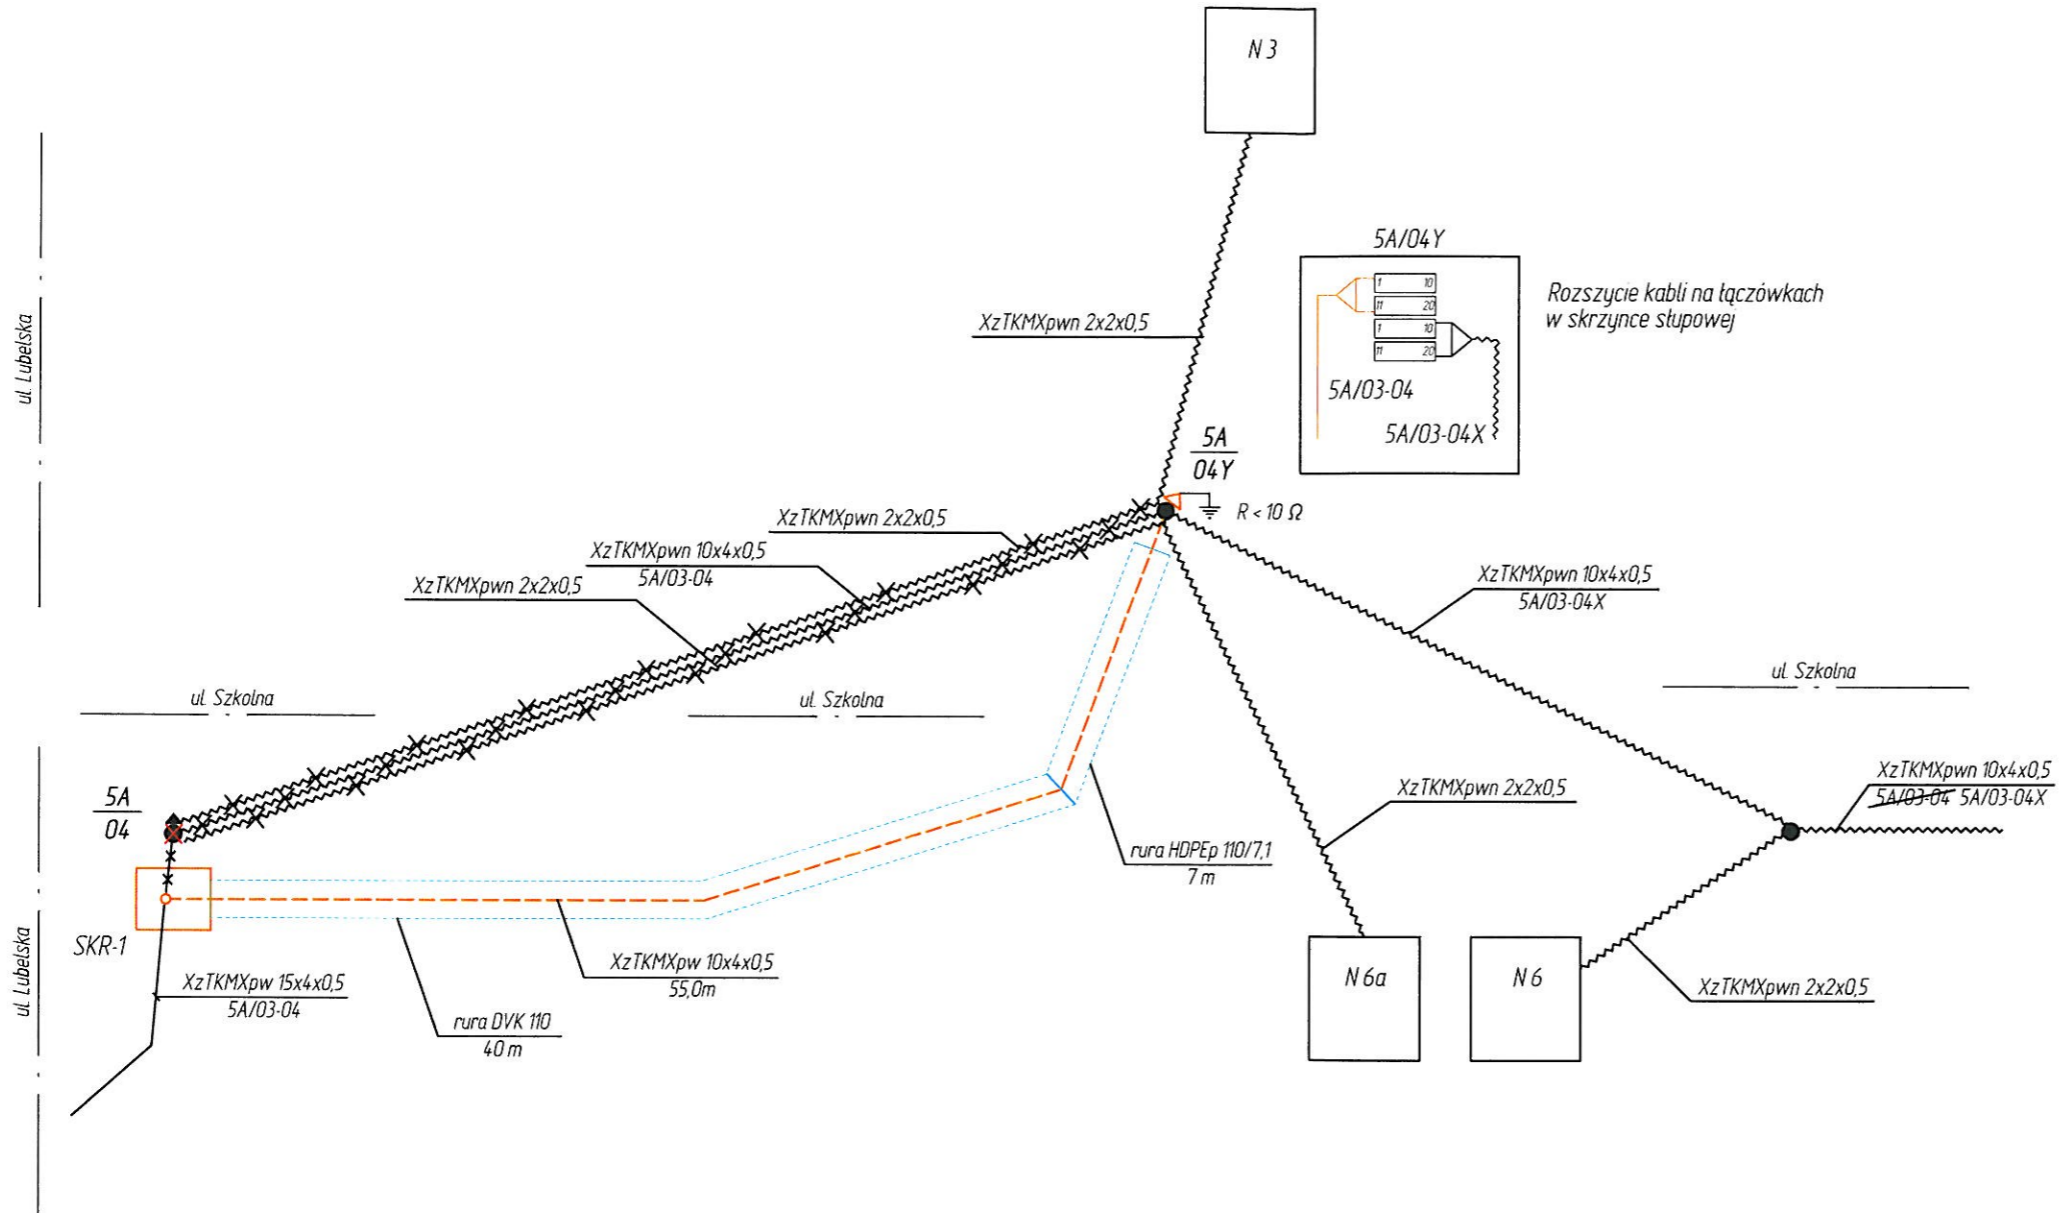 N 3
5A/04Y
1 10
11 20
1 10
11 20
5A/03-04
5A/03-04X
Rozszycie kabli na łączówkach
w skrzynce słupowej
XzTKMXpwn 2x2x0,5
ul. Lubelska
5A
04Y
R < 10 Ω
XzTKMXpwn 2x2x0,5
XzTKMXpwn 10x4x0,5
5A/03-04
XzTKMXpwn 2x2x0,5
XzTKMXpwn 10x4x0,5
5A/03-04X
ul. Szkolna
ul. Szkolna
ul. Szkolna
5A
04
XzTKMXpwn 10x4x0,5
5A/03-04 5A/03-04X
XzTKMXpwn 2x2x0,5
rura HDPEp 110/7,1
7 m
SKR-1
XzTKMXpw 10x4x0,5
55,0m
XzTKMXpw 15x4x0,5
5A/03-04
rura DVK 110
40 m
N 6a
N 6
XzTKMXpwn 2x2x0,5
ul. Lubelska